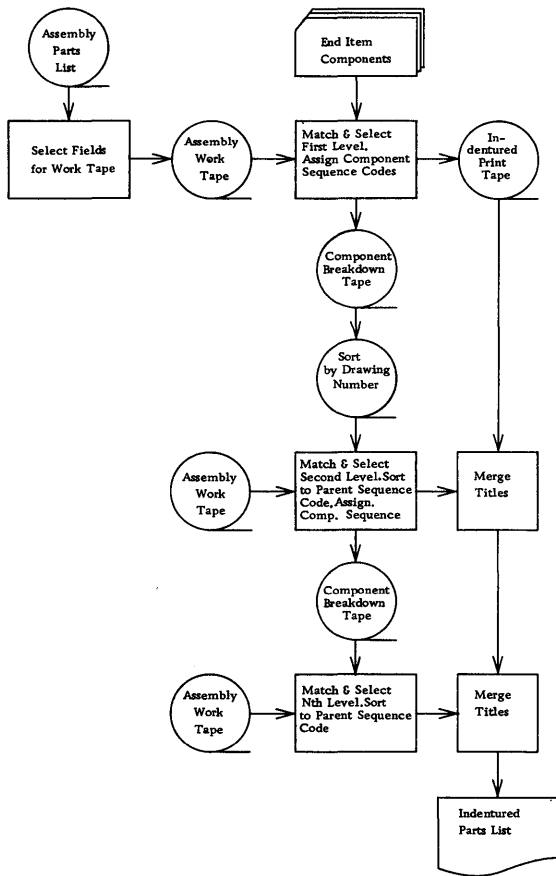 Assembly
Parts
List
End Item
Components
Select Fields
for Work Tape
Assembly
Work
Tape
Match & Select
First Level.
Assign Component
Sequence Codes
In-
dentured
Print
Tape
Component
Breakdown
Tape
Sort
by Drawing
Number
Assembly
Work
Tape
Match & Select
Second Level.Sort
to Parent Sequence
Code.Assign.
Comp. Sequence
Merge
Titles
Component
Breakdown
Tape
Assembly
Work
Tape
Match & Select
Nth Level.Sort
to Parent Sequence
Code
Merge
Titles
Indentured
Parts List